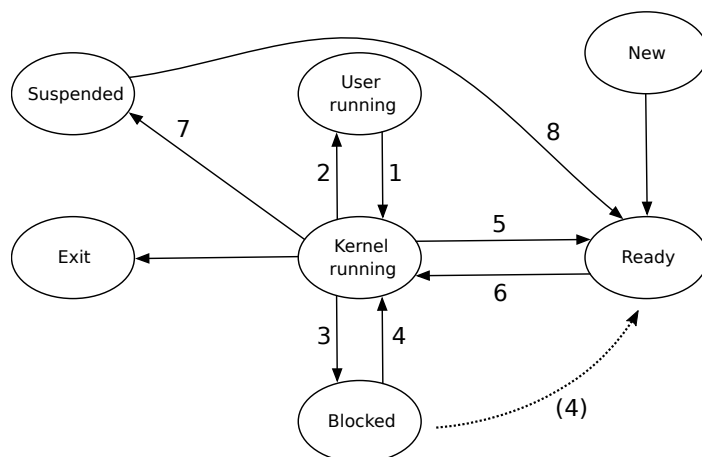 New
Suspended
User
running
8
7
2
1
5
Exit
Kernel
running
Ready
6
3
4
(4)
Blocked